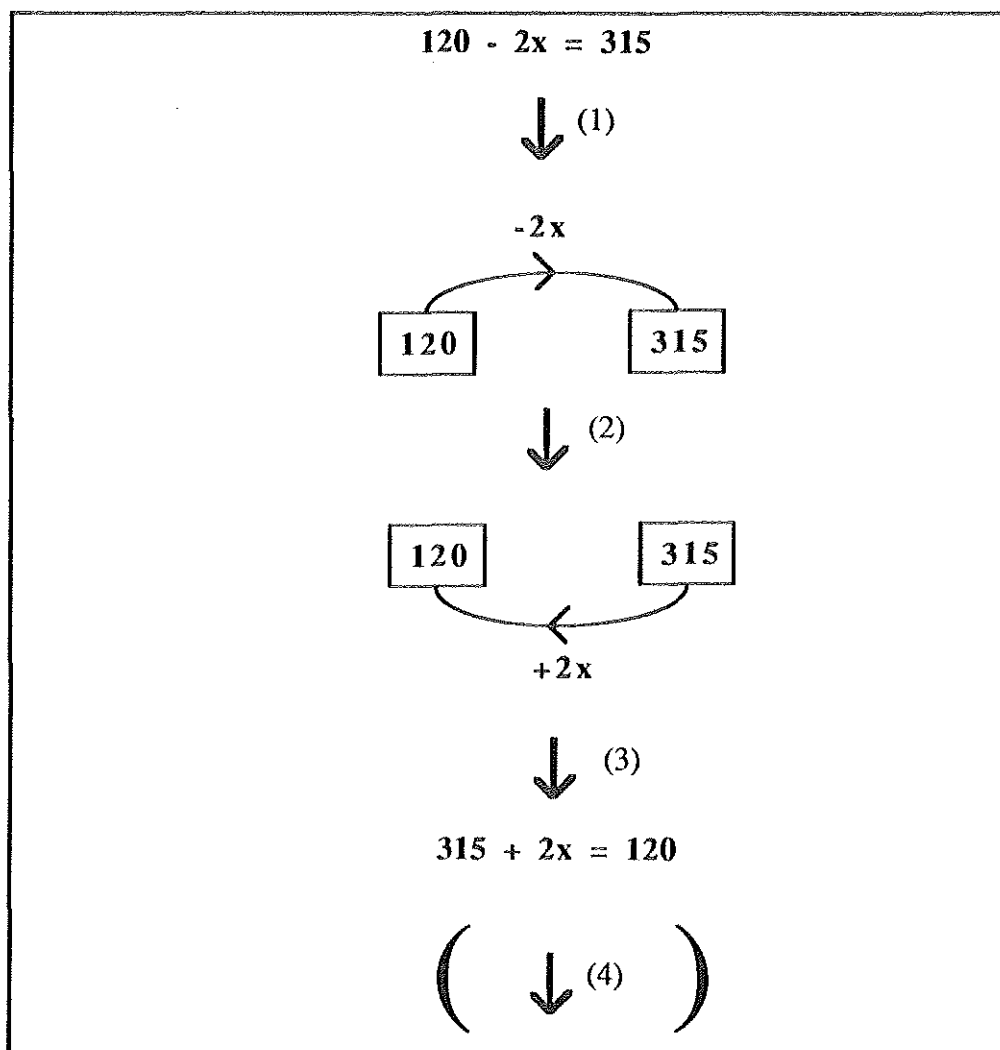 120 - 2x = 315
(1)
-2x
120 315
(2)
120 315
+2x
(3)
315 + 2x = 120
( (4) )